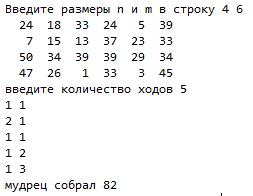 Введите размеры n и m в строку 4 6
24 18 33 24 5 39
7 15 13 37 23 33
50 34 39 39 29 34
47 26 1 33 3 45
введите количество ходов 5
1 1
2 1
1 1
1 2
1 3
мудрец собрал 82